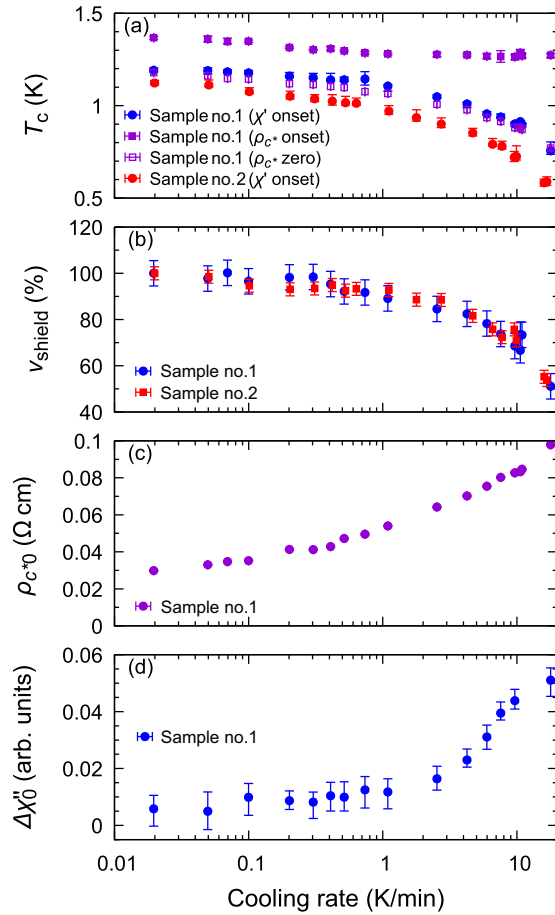 (a)
1.5
1
0.5
T_c (K)
Sample no.1 (χ′ onset)
Sample no.1 (ρ_c* onset)
Sample no.1 (ρ_c* zero)
Sample no.2 (χ′ onset)
(b)
120
100
80
60
40
v_shield (%)
Sample no.1
Sample no.2
(c)
0.1
0.08
0.06
0.04
0.02
0
ρ_c*0 (Ω cm)
Sample no.1
(d)
0.06
0.04
0.02
0
Δχ″_0 (arb. units)
Sample no.1
0.01 0.1 1 10
Cooling rate (K/min)